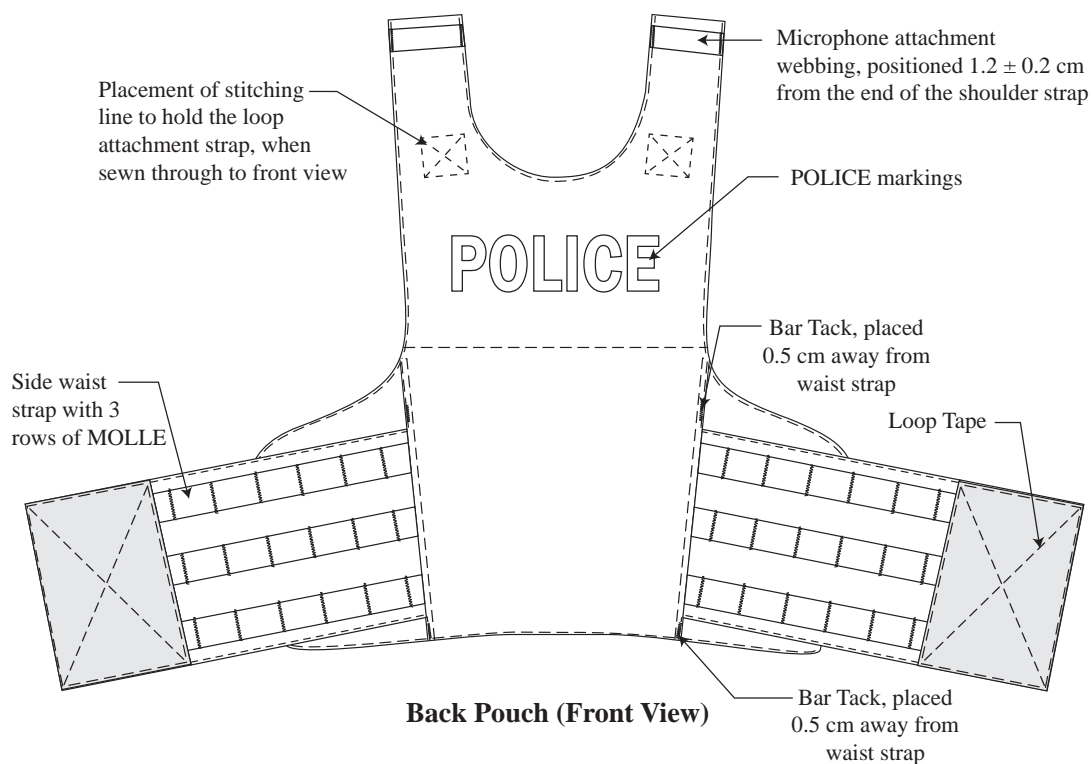 Microphone attachment
webbing, positioned 1.2 ± 0.2 cm
from the end of the shoulder strap
Placement of stitching
line to hold the loop
attachment strap, when
sewn through to front view
POLICE markings
POLICE
Bar Tack, placed
0.5 cm away from
waist strap
Side waist
strap with 3
rows of MOLLE
Loop Tape
Back Pouch (Front View)
Bar Tack, placed
0.5 cm away from
waist strap